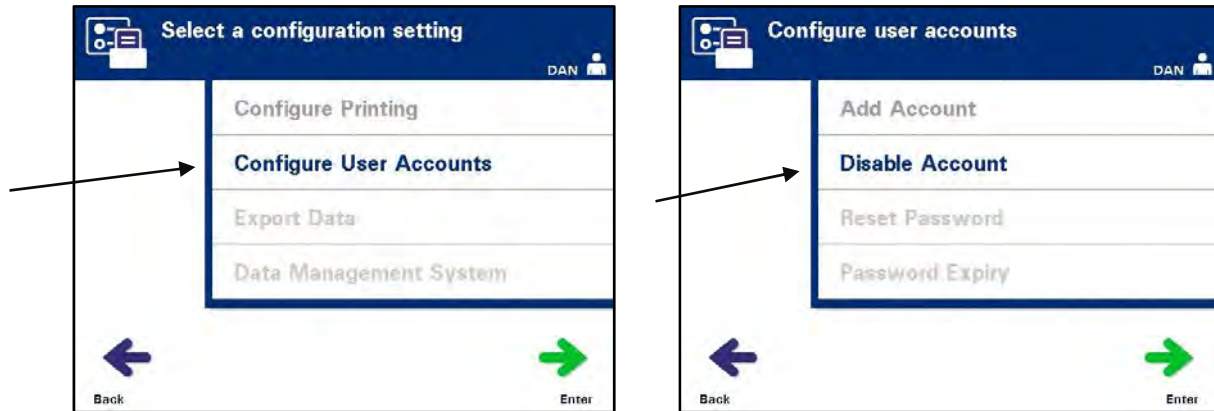 Select a configuration setting
DAN
Configure Printing
Configure User Accounts
Export Data
Data Management System
Back
Enter
Configure user accounts
DAN
Add Account
Disable Account
Reset Password
Password Expiry
Back
Enter